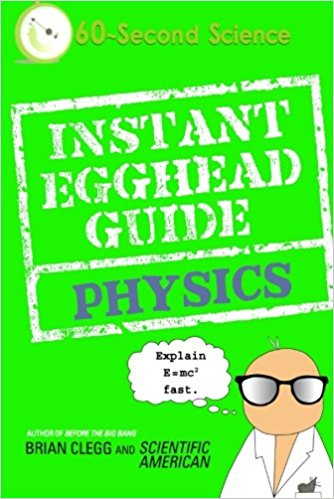 60~Second Science
INSTANT
EGGHEAD
GUIDE
PHYSICS
Explain
E=mc²
fast.
AUTHOR OF BEFORE THE BIG BANG
BRIAN CLEGG AND SCIENTIFIC
AMERICAN